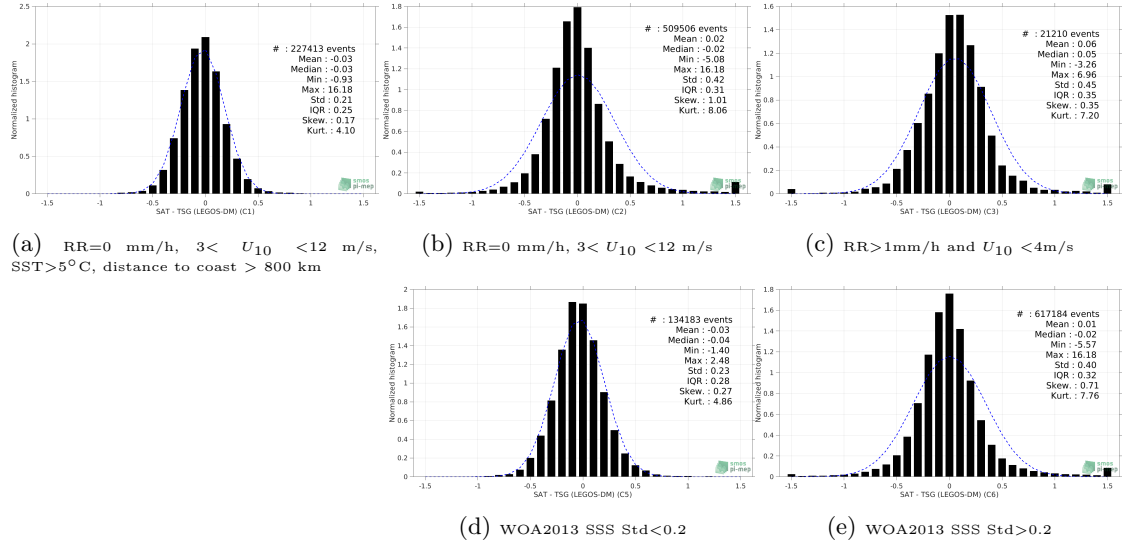 2.5
2
1.5
1
0.5
0
Normalized histogram
# : 227413 events
Mean : -0.03
Median : -0.03
Min : -0.93
Max : 16.18
Std : 0.21
IQR : 0.25
Skew. : 0.17
Kurt. : 4.10
smos
pi-mep
-1.5 -1 -0.5 0 0.5 1 1.5
SAT - TSG (LEGOS-DM) (C1)
(a) RR=0 mm/h, 3< U10 <12 m/s,
SST>5°C, distance to coast > 800 km
1.8
1.6
1.4
1.2
1
0.8
0.6
0.4
0.2
0
Normalized histogram
# : 509506 events
Mean : 0.02
Median : -0.02
Min : -5.08
Max : 16.18
Std : 0.42
IQR : 0.31
Skew. : 1.01
Kurt. : 8.06
smos
pi-mep
-1.5 -1 -0.5 0 0.5 1 1.5
SAT - TSG (LEGOS-DM) (C2)
(b) RR=0 mm/h, 3< U10 <12 m/s
1.6
1.4
1.2
1
0.8
0.6
0.4
0.2
0
Normalized histogram
# : 21210 events
Mean : 0.06
Median : 0.05
Min : -3.26
Max : 6.96
Std : 0.45
IQR : 0.35
Skew. : 0.35
Kurt. : 7.20
smos
pi-mep
-1.5 -1 -0.5 0 0.5 1 1.5
SAT - TSG (LEGOS-DM) (C3)
(c) RR>1mm/h and U10 <4m/s
2
1.8
1.6
1.4
1.2
1
0.8
0.6
0.4
0.2
0
Normalized histogram
# : 134183 events
Mean : -0.03
Median : -0.04
Min : -1.40
Max : 2.48
Std : 0.23
IQR : 0.28
Skew. : 0.27
Kurt. : 4.86
smos
pi-mep
-1.5 -1 -0.5 0 0.5 1 1.5
SAT - TSG (LEGOS-DM) (C5)
(d) WOA2013 SSS Std<0.2
1.8
1.6
1.4
1.2
1
0.8
0.6
0.4
0.2
0
Normalized histogram
# : 617184 events
Mean : 0.01
Median : -0.02
Min : -5.57
Max : 16.18
Std : 0.40
IQR : 0.32
Skew. : 0.71
Kurt. : 7.76
smos
pi-mep
-1.5 -1 -0.5 0 0.5 1 1.5
SAT - TSG (LEGOS-DM) (C6)
(e) WOA2013 SSS Std>0.2